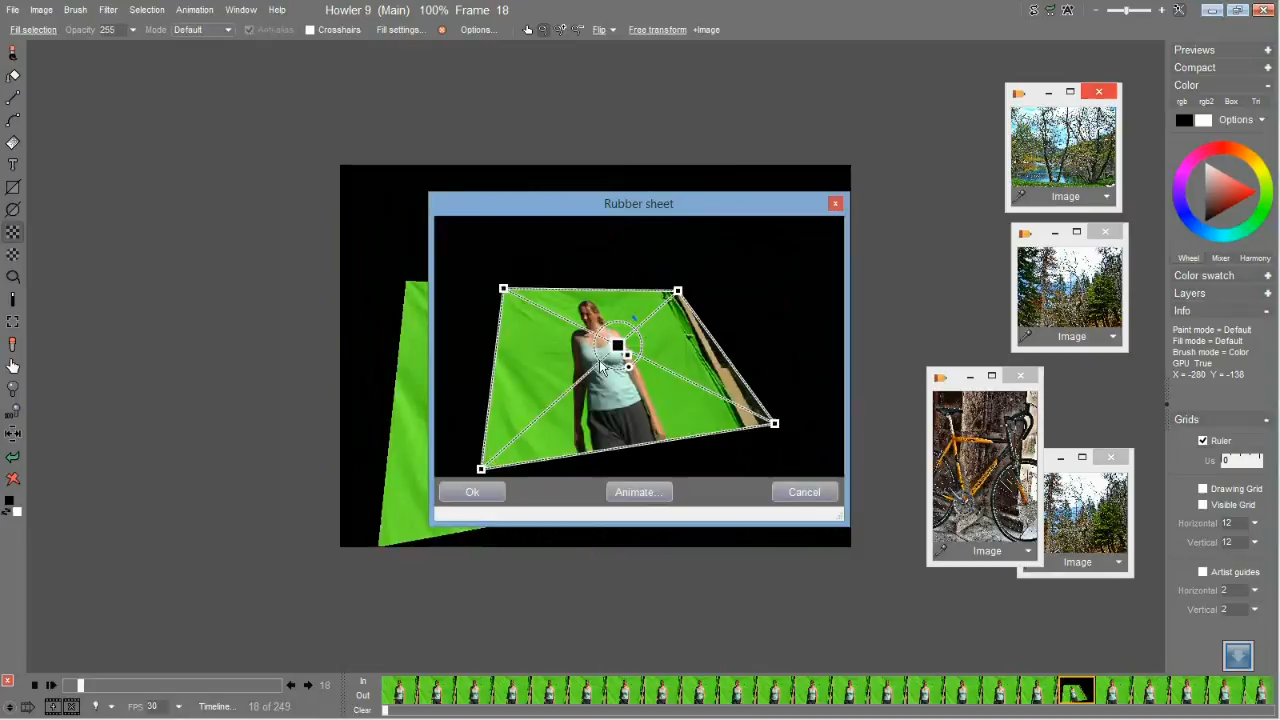 File Image Brush Filter Selection Animation Window Help Howler 9 (Main) 100% Frame 18
Fill selection Opacity 255 Mode Default Antialias Crosshairs Fill settings... Options... Flip Free transform +Image
Previews
Compact
Color
rgb rgb2 Box Tri
Options
Image
Rubber sheet
Wheel Mixer Harmony
Color swatch
Layers
Info
Paint mode = Default
Fill mode = Default
Brush mode = Color
GPU True
X = -280 Y = -138
Image
Grids
Ruler
Us 0
Drawing Grid
Visible Grid
Horizontal 12
Vertical 12
Ok Animate... Cancel
Image
Image
Artist guides
Horizontal 2
Vertical 2
In
18
Out
FPS 30 Timeline... 18 of 249
Clear